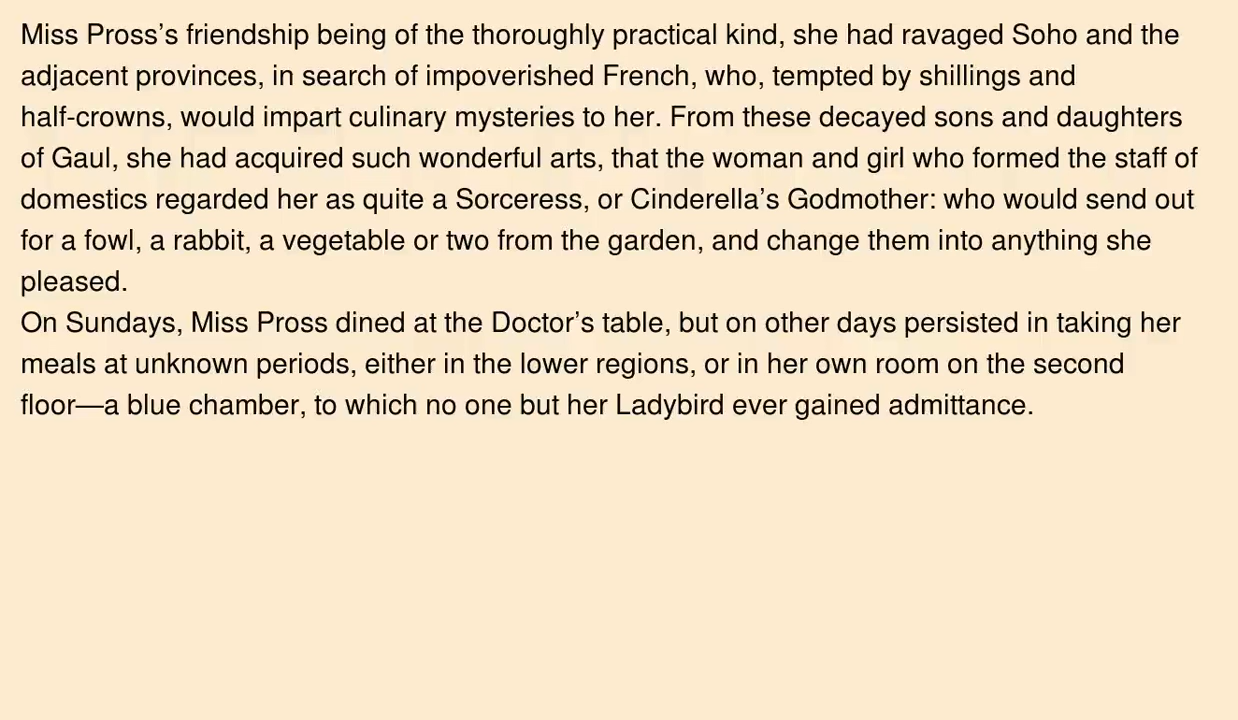 Miss Pross’s friendship being of the thoroughly practical kind, she had ravaged Soho and the
adjacent provinces, in search of impoverished French, who, tempted by shillings and
half-crowns, would impart culinary mysteries to her. From these decayed sons and daughters
of Gaul, she had acquired such wonderful arts, that the woman and girl who formed the staff of
domestics regarded her as quite a Sorceress, or Cinderella’s Godmother: who would send out
for a fowl, a rabbit, a vegetable or two from the garden, and change them into anything she
pleased.
On Sundays, Miss Pross dined at the Doctor’s table, but on other days persisted in taking her
meals at unknown periods, either in the lower regions, or in her own room on the second
floor—a blue chamber, to which no one but her Ladybird ever gained admittance.